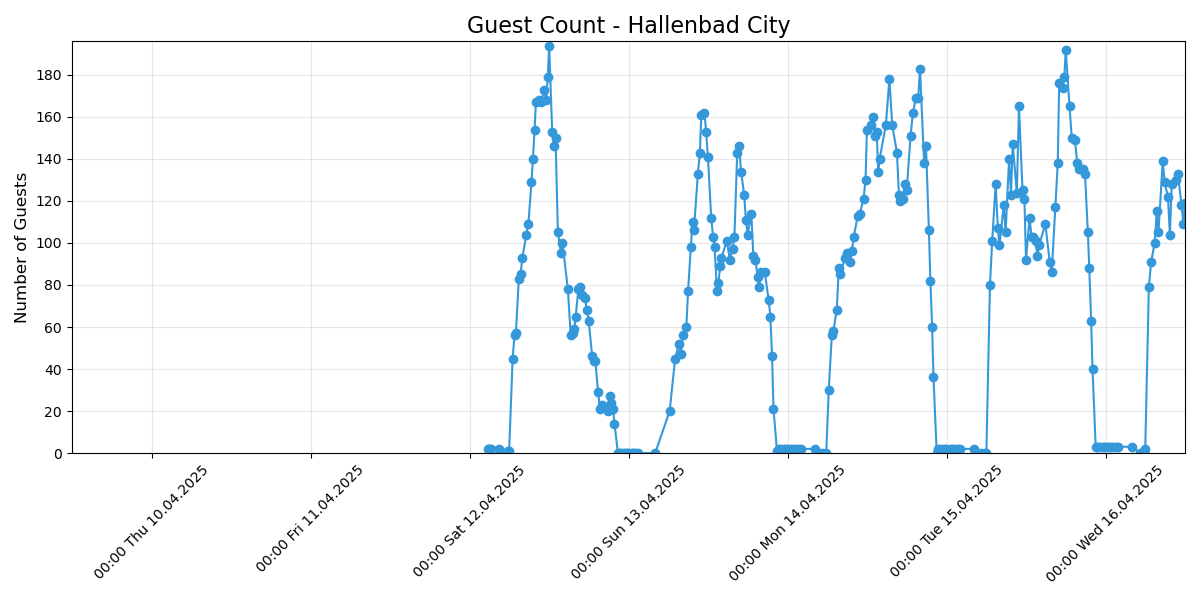 Guest Count - Hallenbad City
Number of Guests
180
160
140
120
100
80
60
40
20
0
00:00 Thu 10.04.2025
00:00 Fri 11.04.2025
00:00 Sat 12.04.2025
00:00 Sun 13.04.2025
00:00 Mon 14.04.2025
00:00 Tue 15.04.2025
00:00 Wed 16.04.2025